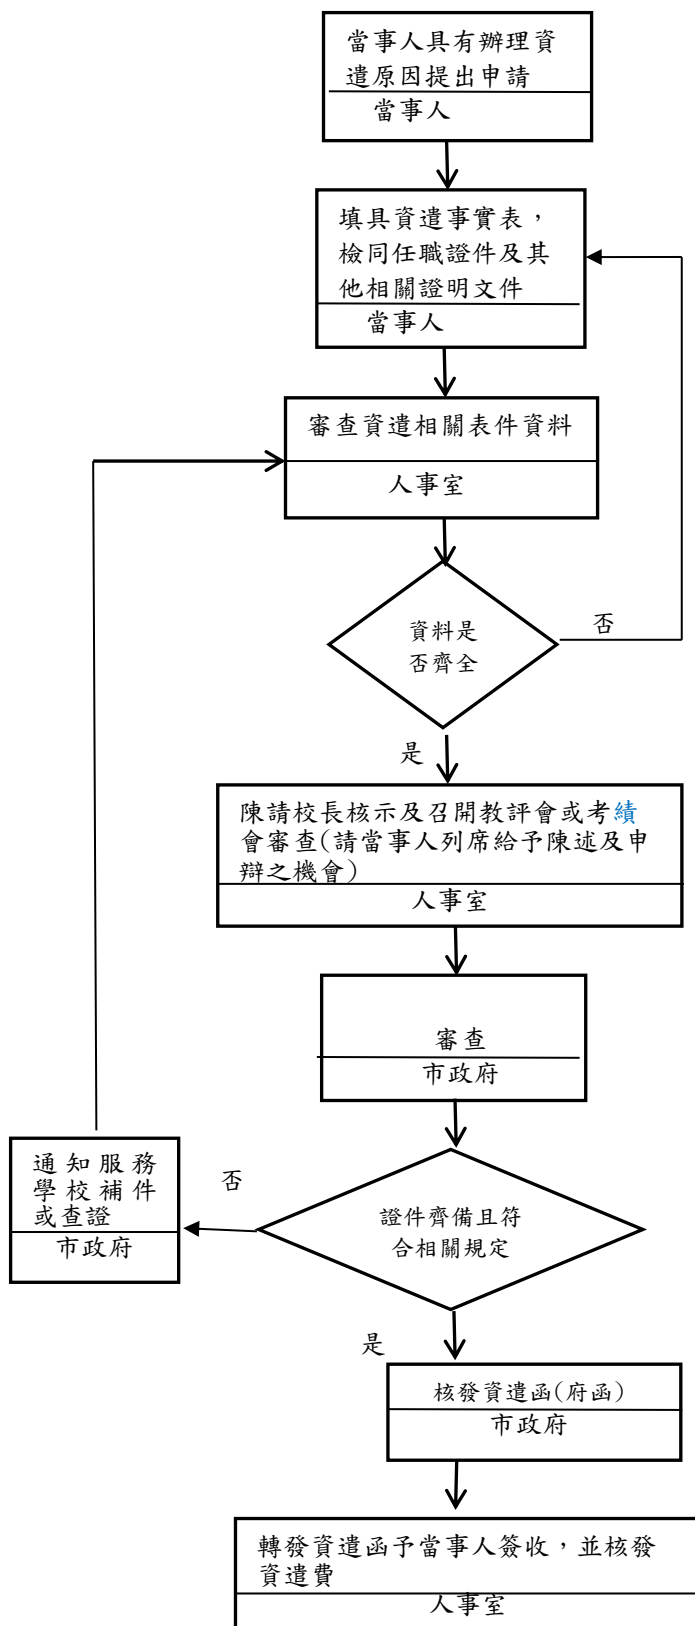 當事人具有辦理資
遣原因提出申請
當事人
填具資遣事實表，
檢同任職證件及其
他相關證明文件
當事人
審查資遣相關表件資料
人事室
資料是
否齊全
否
是
陳請校長核示及召開教評會或考績
會審查(請當事人列席給予陳述及申
辯之機會)
人事室
審查
市政府
通知服務
學校補件
或查證
市政府
否
證件齊備且符
合相關規定
是
核發資遣函(府函)
市政府
轉發資遣函予當事人簽收，並核發
資遣費
人事室